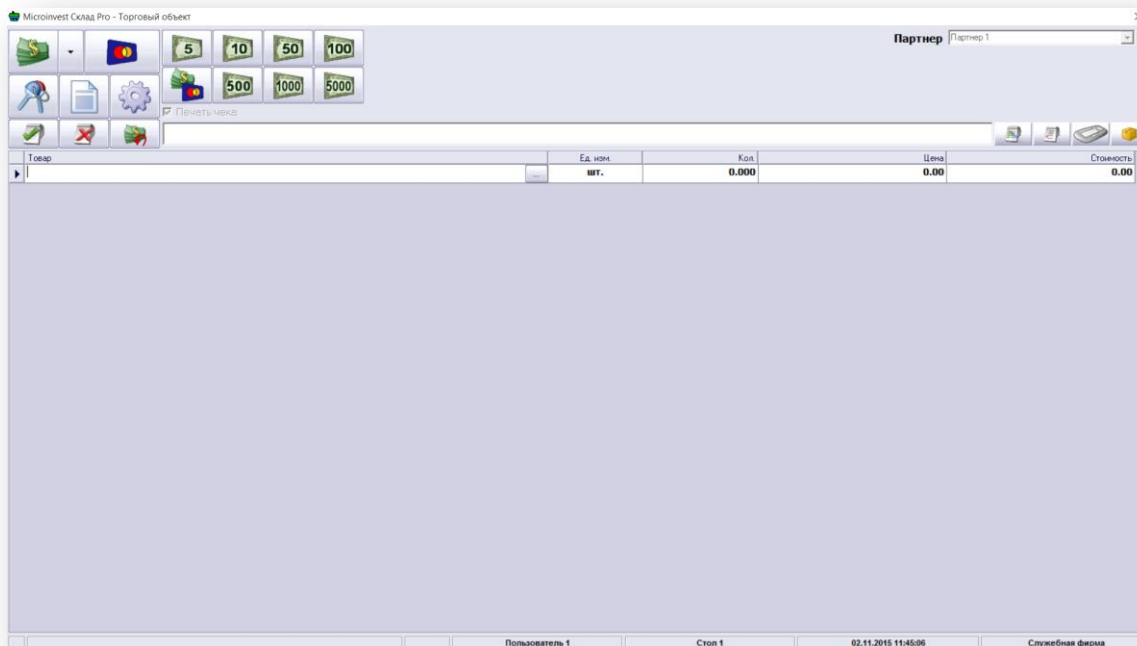 Microinvest Склад Pro - Торговый объект
5 10 50 100
Партнер Партнер 1
500 1000 5000
Печать чека
Товар Ед. изм. Кол. Цена Стоимость
... шт. 0.000 0.00 0.00
Пользователь 1 Стол 1 02.11.2015 11:45:06 Служебная фирма